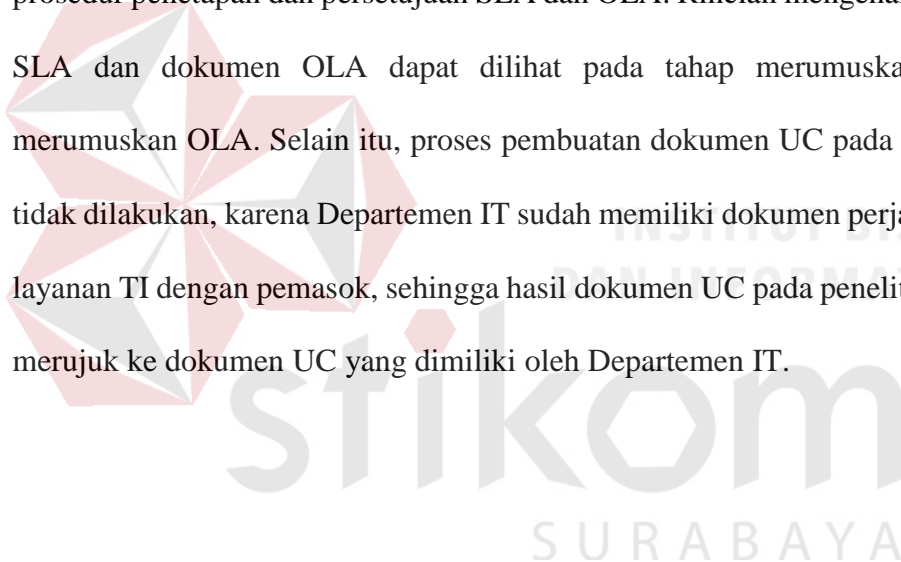 prosedur penetapan dan persetujuan SLA dan OLA. Rincian mengenai
SLA dan dokumen OLA dapat dilihat pada tahap merumuska
merumuskan OLA. Selain itu, proses pembuatan dokumen UC pada
tidak dilakukan, karena Departemen IT sudah memiliki dokumen perja
INSTITUT BI
layanan TI dengan pemasok, sehingga hasil dokumen UC pada penelit
DAN INFORMAT
merujuk ke dokumen UC yang dimiliki oleh Departemen IT.
stikom
SURABAYA